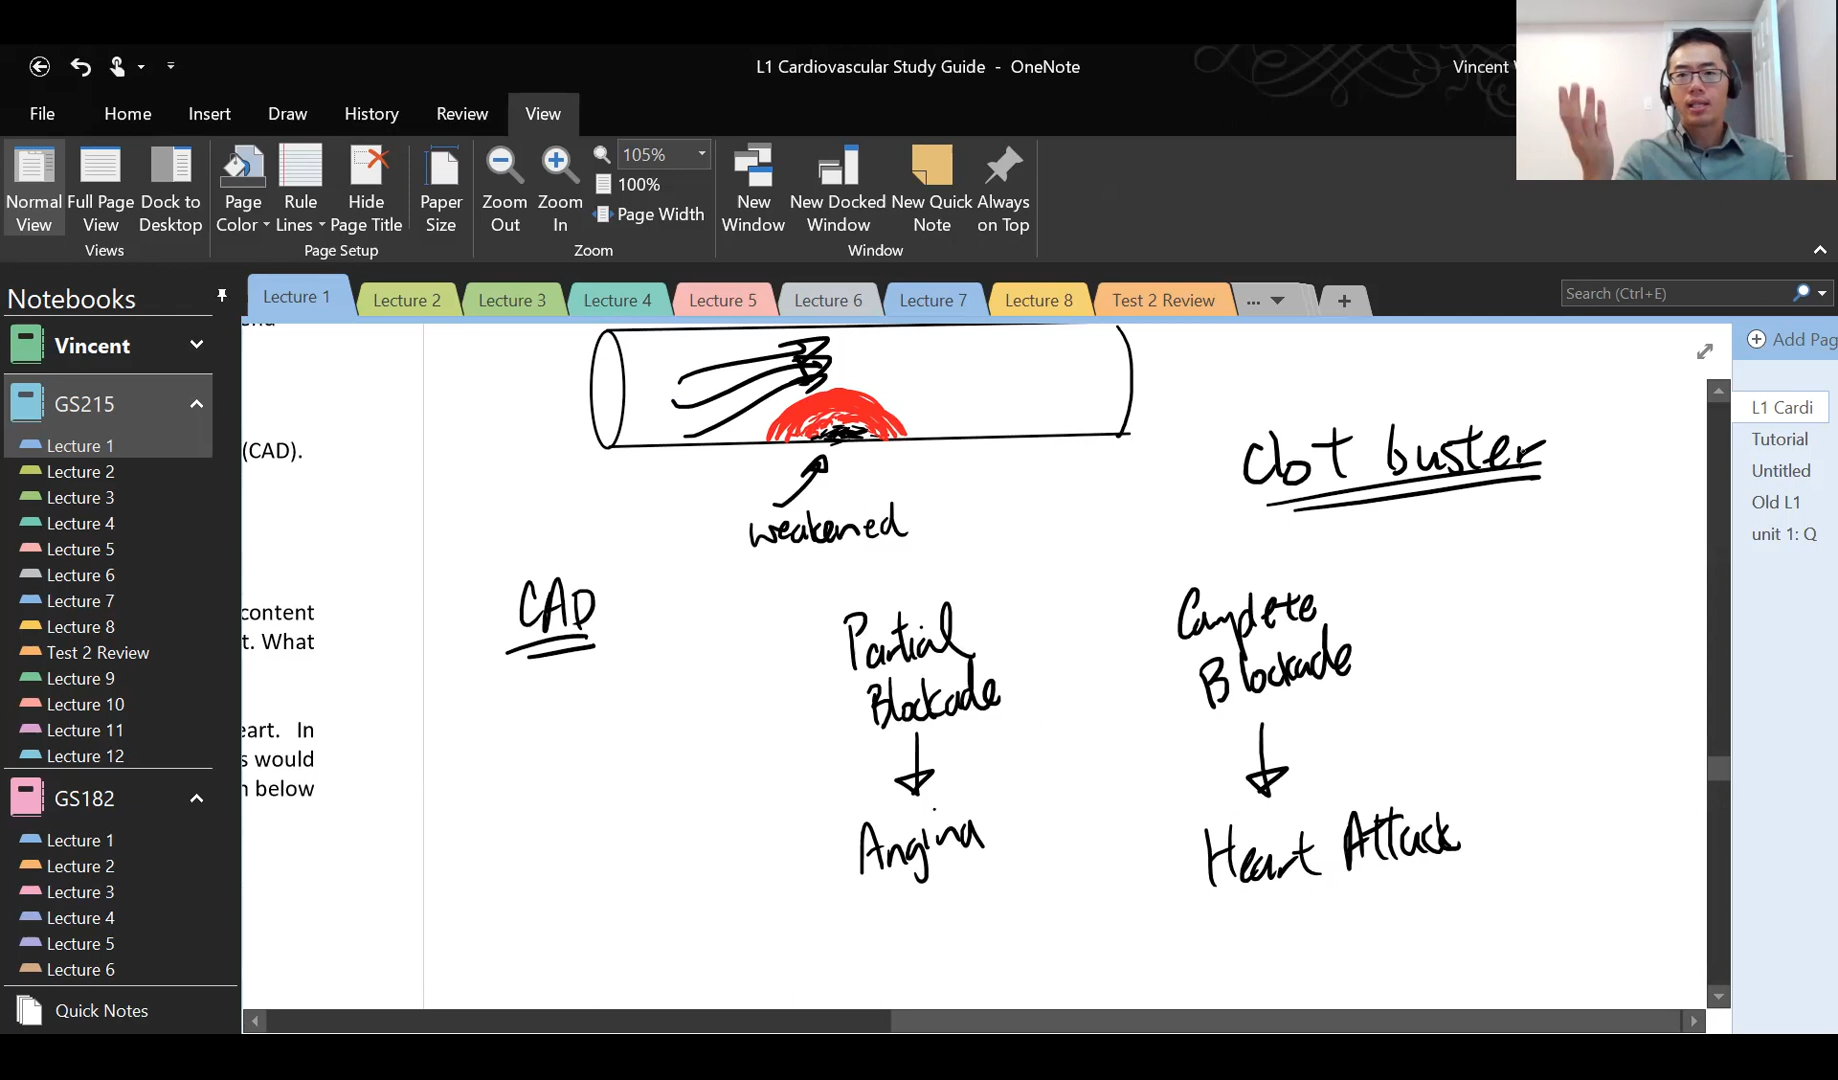 L1 Cardiovascular Study Guide - OneNote
Vincent
File Home Insert Draw History Review View
Normal View
Full Page View
Dock to Desktop
Views
Page Color
Rule Lines
Hide Page Title
Paper Size
Page Setup
Zoom Out
Zoom In
105%
100%
Page Width
Zoom
New Window
New Docked Window
New Quick Note
Always on Top
Window
Notebooks
Lecture 1 Lecture 2 Lecture 3 Lecture 4 Lecture 5 Lecture 6 Lecture 7 Lecture 8 Test 2 Review ... +
Search (Ctrl+E)
Vincent
GS215
Lecture 1
Lecture 2
Lecture 3
Lecture 4
Lecture 5
Lecture 6
Lecture 7
Lecture 8
Test 2 Review
Lecture 9
Lecture 10
Lecture 11
Lecture 12
GS182
Lecture 1
Lecture 2
Lecture 3
Lecture 4
Lecture 5
Lecture 6
Quick Notes
(CAD).
content
t. What
eart. In
s would
n below
clot buster
weakened
CAD
Partial
Blockade
Angina
Complete
Blockade
Heart Attack
Add Pag
L1 Cardi
Tutorial
Untitled
Old L1
unit 1: Q